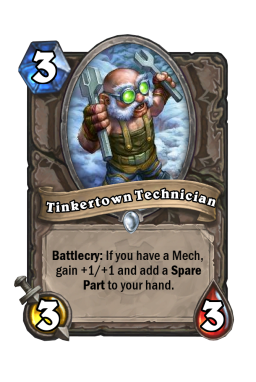 3
Tinkertown Technician
Battlecry: If you have a Mech,
gain +1/+1 and add a Spare
Part to your hand.
3
3